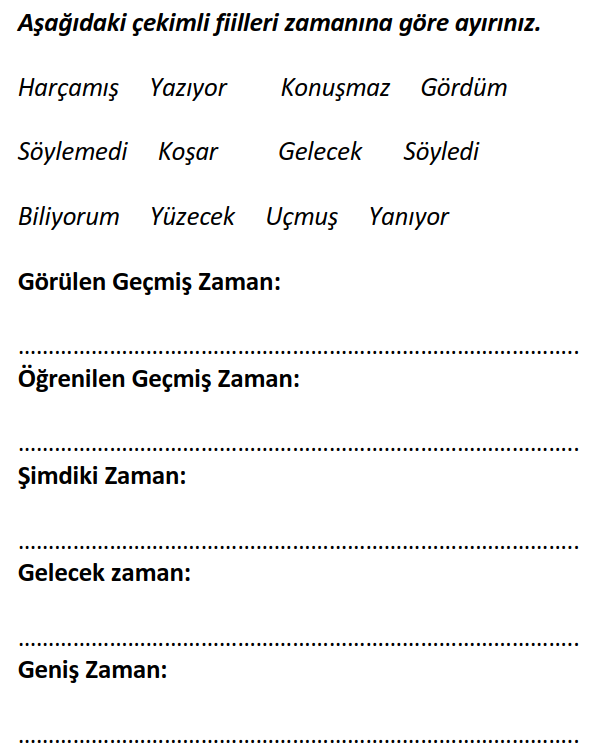 Aşağıdaki çekimli fiilleri zamanına göre ayırınız.
Harçamış Yazıyor Konuşmaz Gördüm
Söylemedi Koşar Gelecek Söyledi
Biliyorum Yüzecek Uçmuş Yanıyor
Görülen Geçmiş Zaman:
............................................................................................
Öğrenilen Geçmiş Zaman:
............................................................................................
Şimdiki Zaman:
............................................................................................
Gelecek zaman:
............................................................................................
Geniş Zaman:
............................................................................................